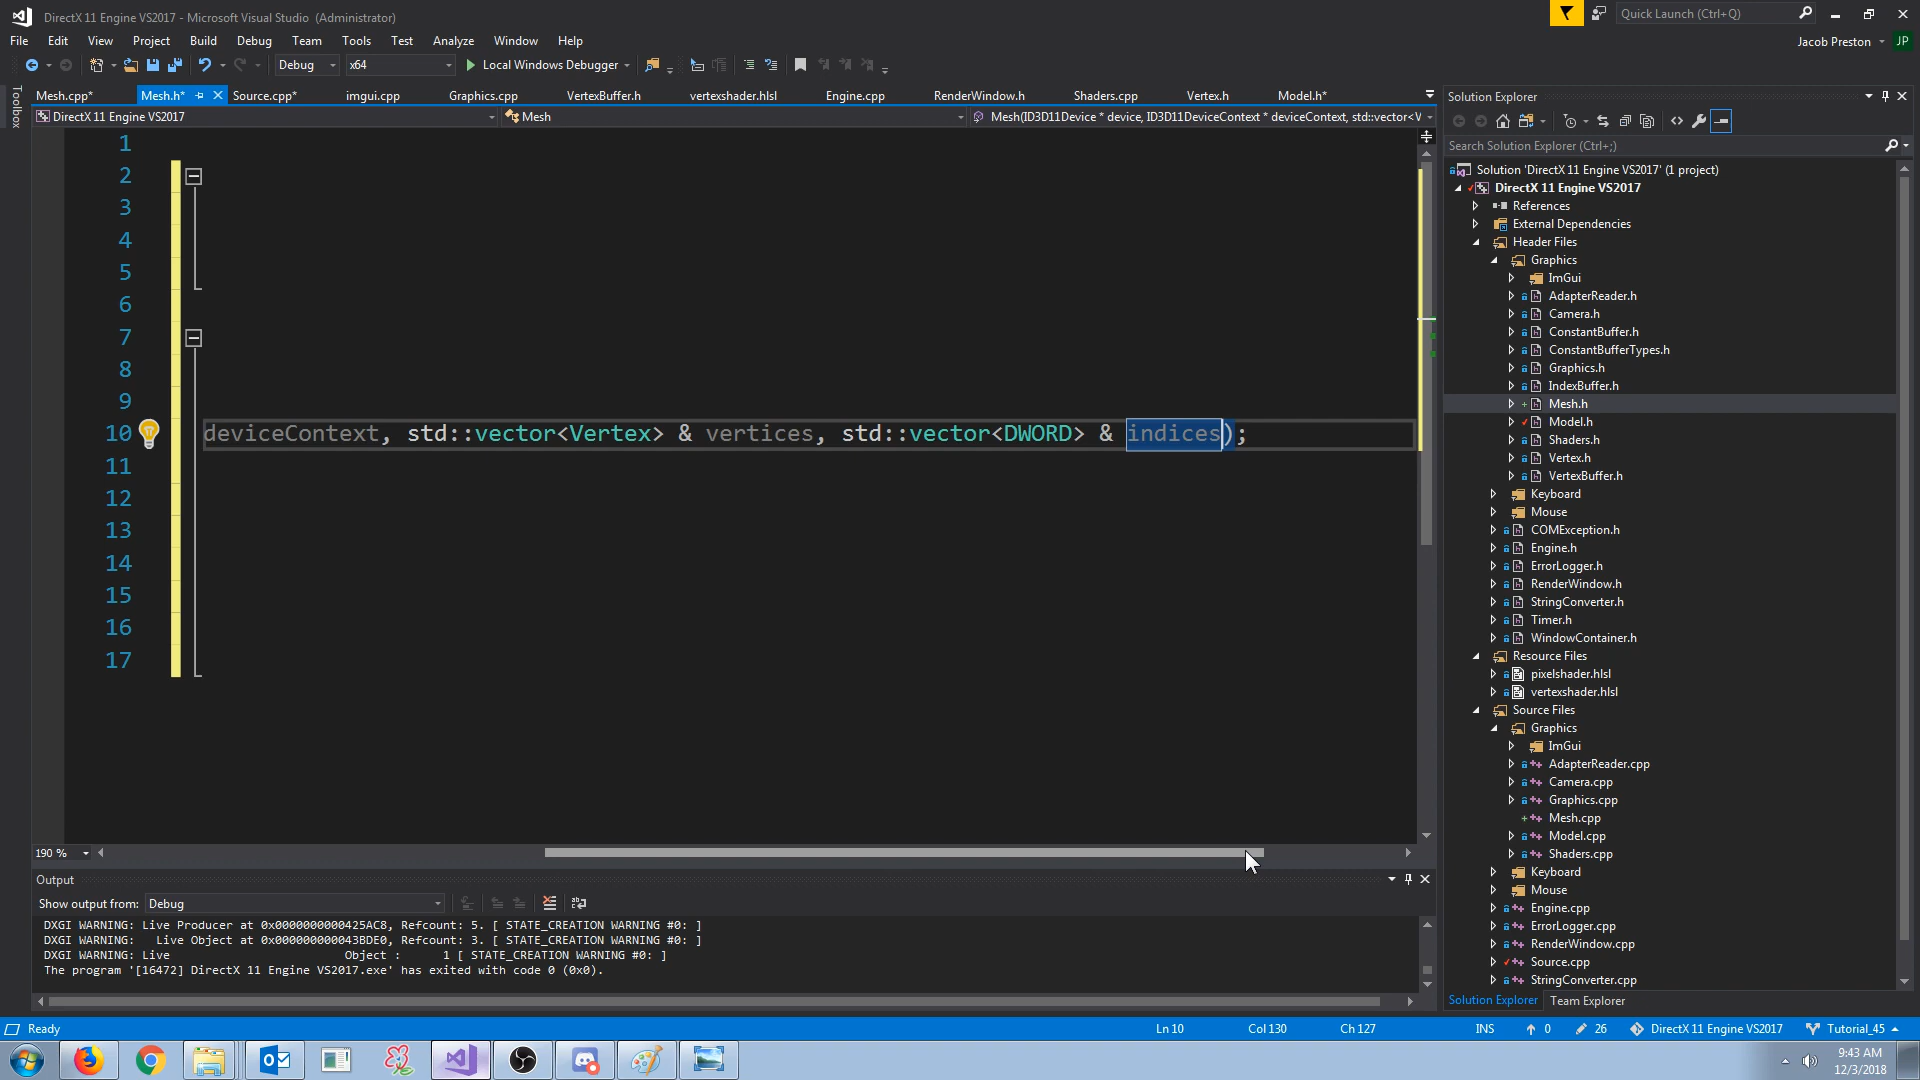 DirectX 11 Engine VS2017 - Microsoft Visual Studio (Administrator)
Quick Launch (Ctrl+Q)
File Edit View Project Build Debug Team Tools Test Analyze Window Help
Jacob Preston JP
Debug x64 Local Windows Debugger
Toolbox
Mesh.cpp* Mesh.h* Source.cpp* imgui.cpp Graphics.cpp VertexBuffer.h vertexshader.hlsl Engine.cpp RenderWindow.h Shaders.cpp Vertex.h Model.h*
DirectX 11 Engine VS2017 Mesh Mesh(ID3D11Device * device, ID3D11DeviceContext * deviceContext, std::vector<V
1
2
3
4
5
6
7
8
9
10 deviceContext, std::vector<Vertex> & vertices, std::vector<DWORD> & indices);
11
12
13
14
15
16
17
190 %
Output
Show output from: Debug
DXGI WARNING: Live Producer at 0x0000000000425AC8, Refcount: 5. [ STATE_CREATION WARNING #0: ]
DXGI WARNING: Live Object at 0x000000000043BDE0, Refcount: 3. [ STATE_CREATION WARNING #0: ]
DXGI WARNING: Live Object : 1 [ STATE_CREATION WARNING #0: ]
The program '[16472] DirectX 11 Engine VS2017.exe' has exited with code 0 (0x0).
Solution Explorer
Search Solution Explorer (Ctrl+;)
Solution 'DirectX 11 Engine VS2017' (1 project)
DirectX 11 Engine VS2017
References
External Dependencies
Header Files
Graphics
ImGui
AdapterReader.h
Camera.h
ConstantBuffer.h
ConstantBufferTypes.h
Graphics.h
IndexBuffer.h
Mesh.h
Model.h
Shaders.h
Vertex.h
VertexBuffer.h
Keyboard
Mouse
COMException.h
Engine.h
ErrorLogger.h
RenderWindow.h
StringConverter.h
Timer.h
WindowContainer.h
Resource Files
pixelshader.hlsl
vertexshader.hlsl
Source Files
Graphics
ImGui
AdapterReader.cpp
Camera.cpp
Graphics.cpp
Mesh.cpp
Model.cpp
Shaders.cpp
Keyboard
Mouse
Engine.cpp
ErrorLogger.cpp
RenderWindow.cpp
Source.cpp
StringConverter.cpp
Solution Explorer Team Explorer
Ready Ln 10 Col 130 Ch 127 INS 0 26 DirectX 11 Engine VS2017 Tutorial_45
9:43 AM
12/3/2018